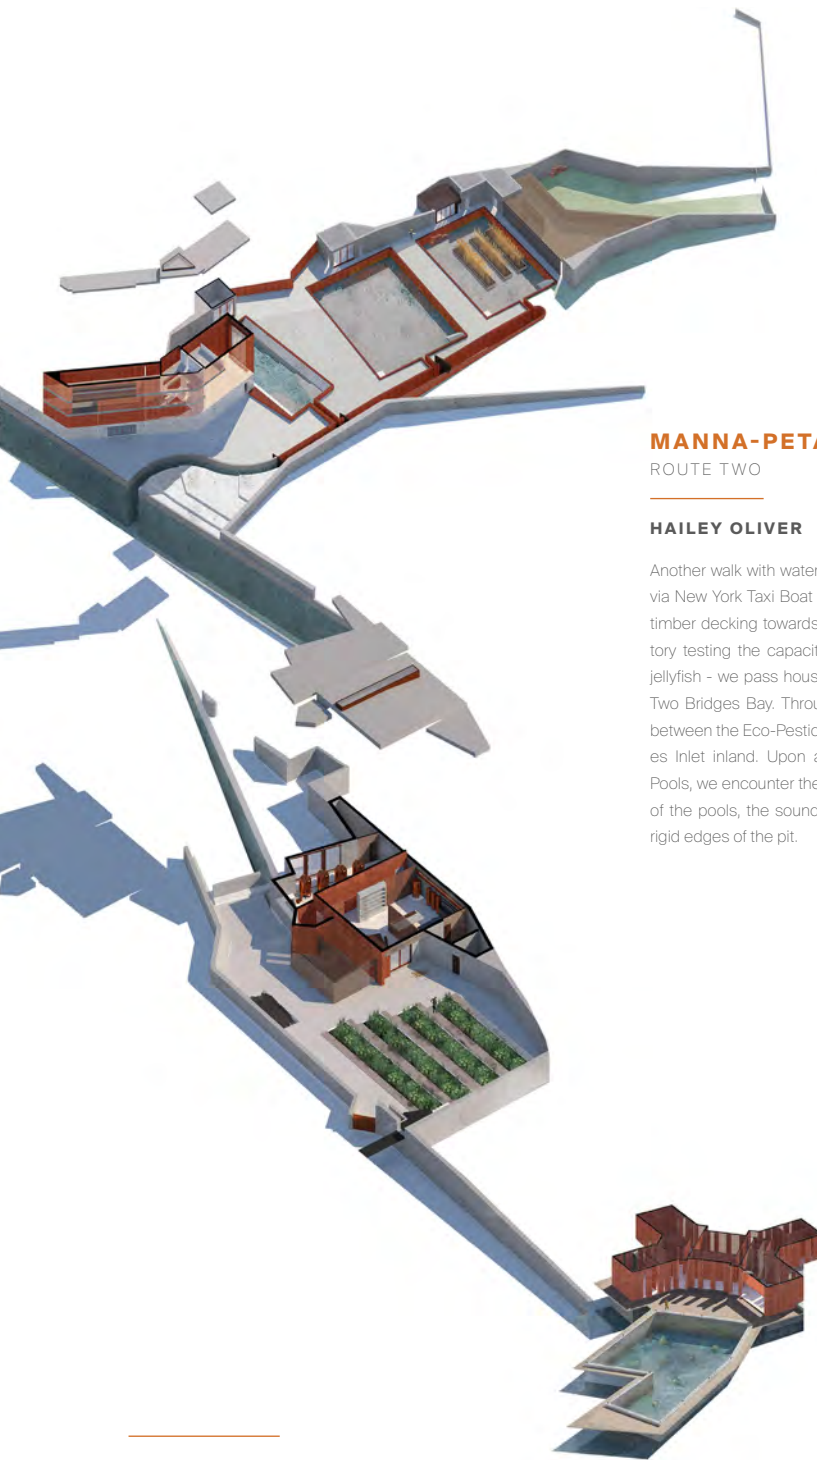 MANNA-PETA
ROUTE TWO
HAILEY OLIVER
Another walk with water
via New York Taxi Boat
timber decking towards
tory testing the capacit
jellyfish - we pass hous
Two Bridges Bay. Throu
between the Eco-Pestic
es Inlet inland. Upon a
Pools, we encounter the
of the pools, the sound
rigid edges of the pit.